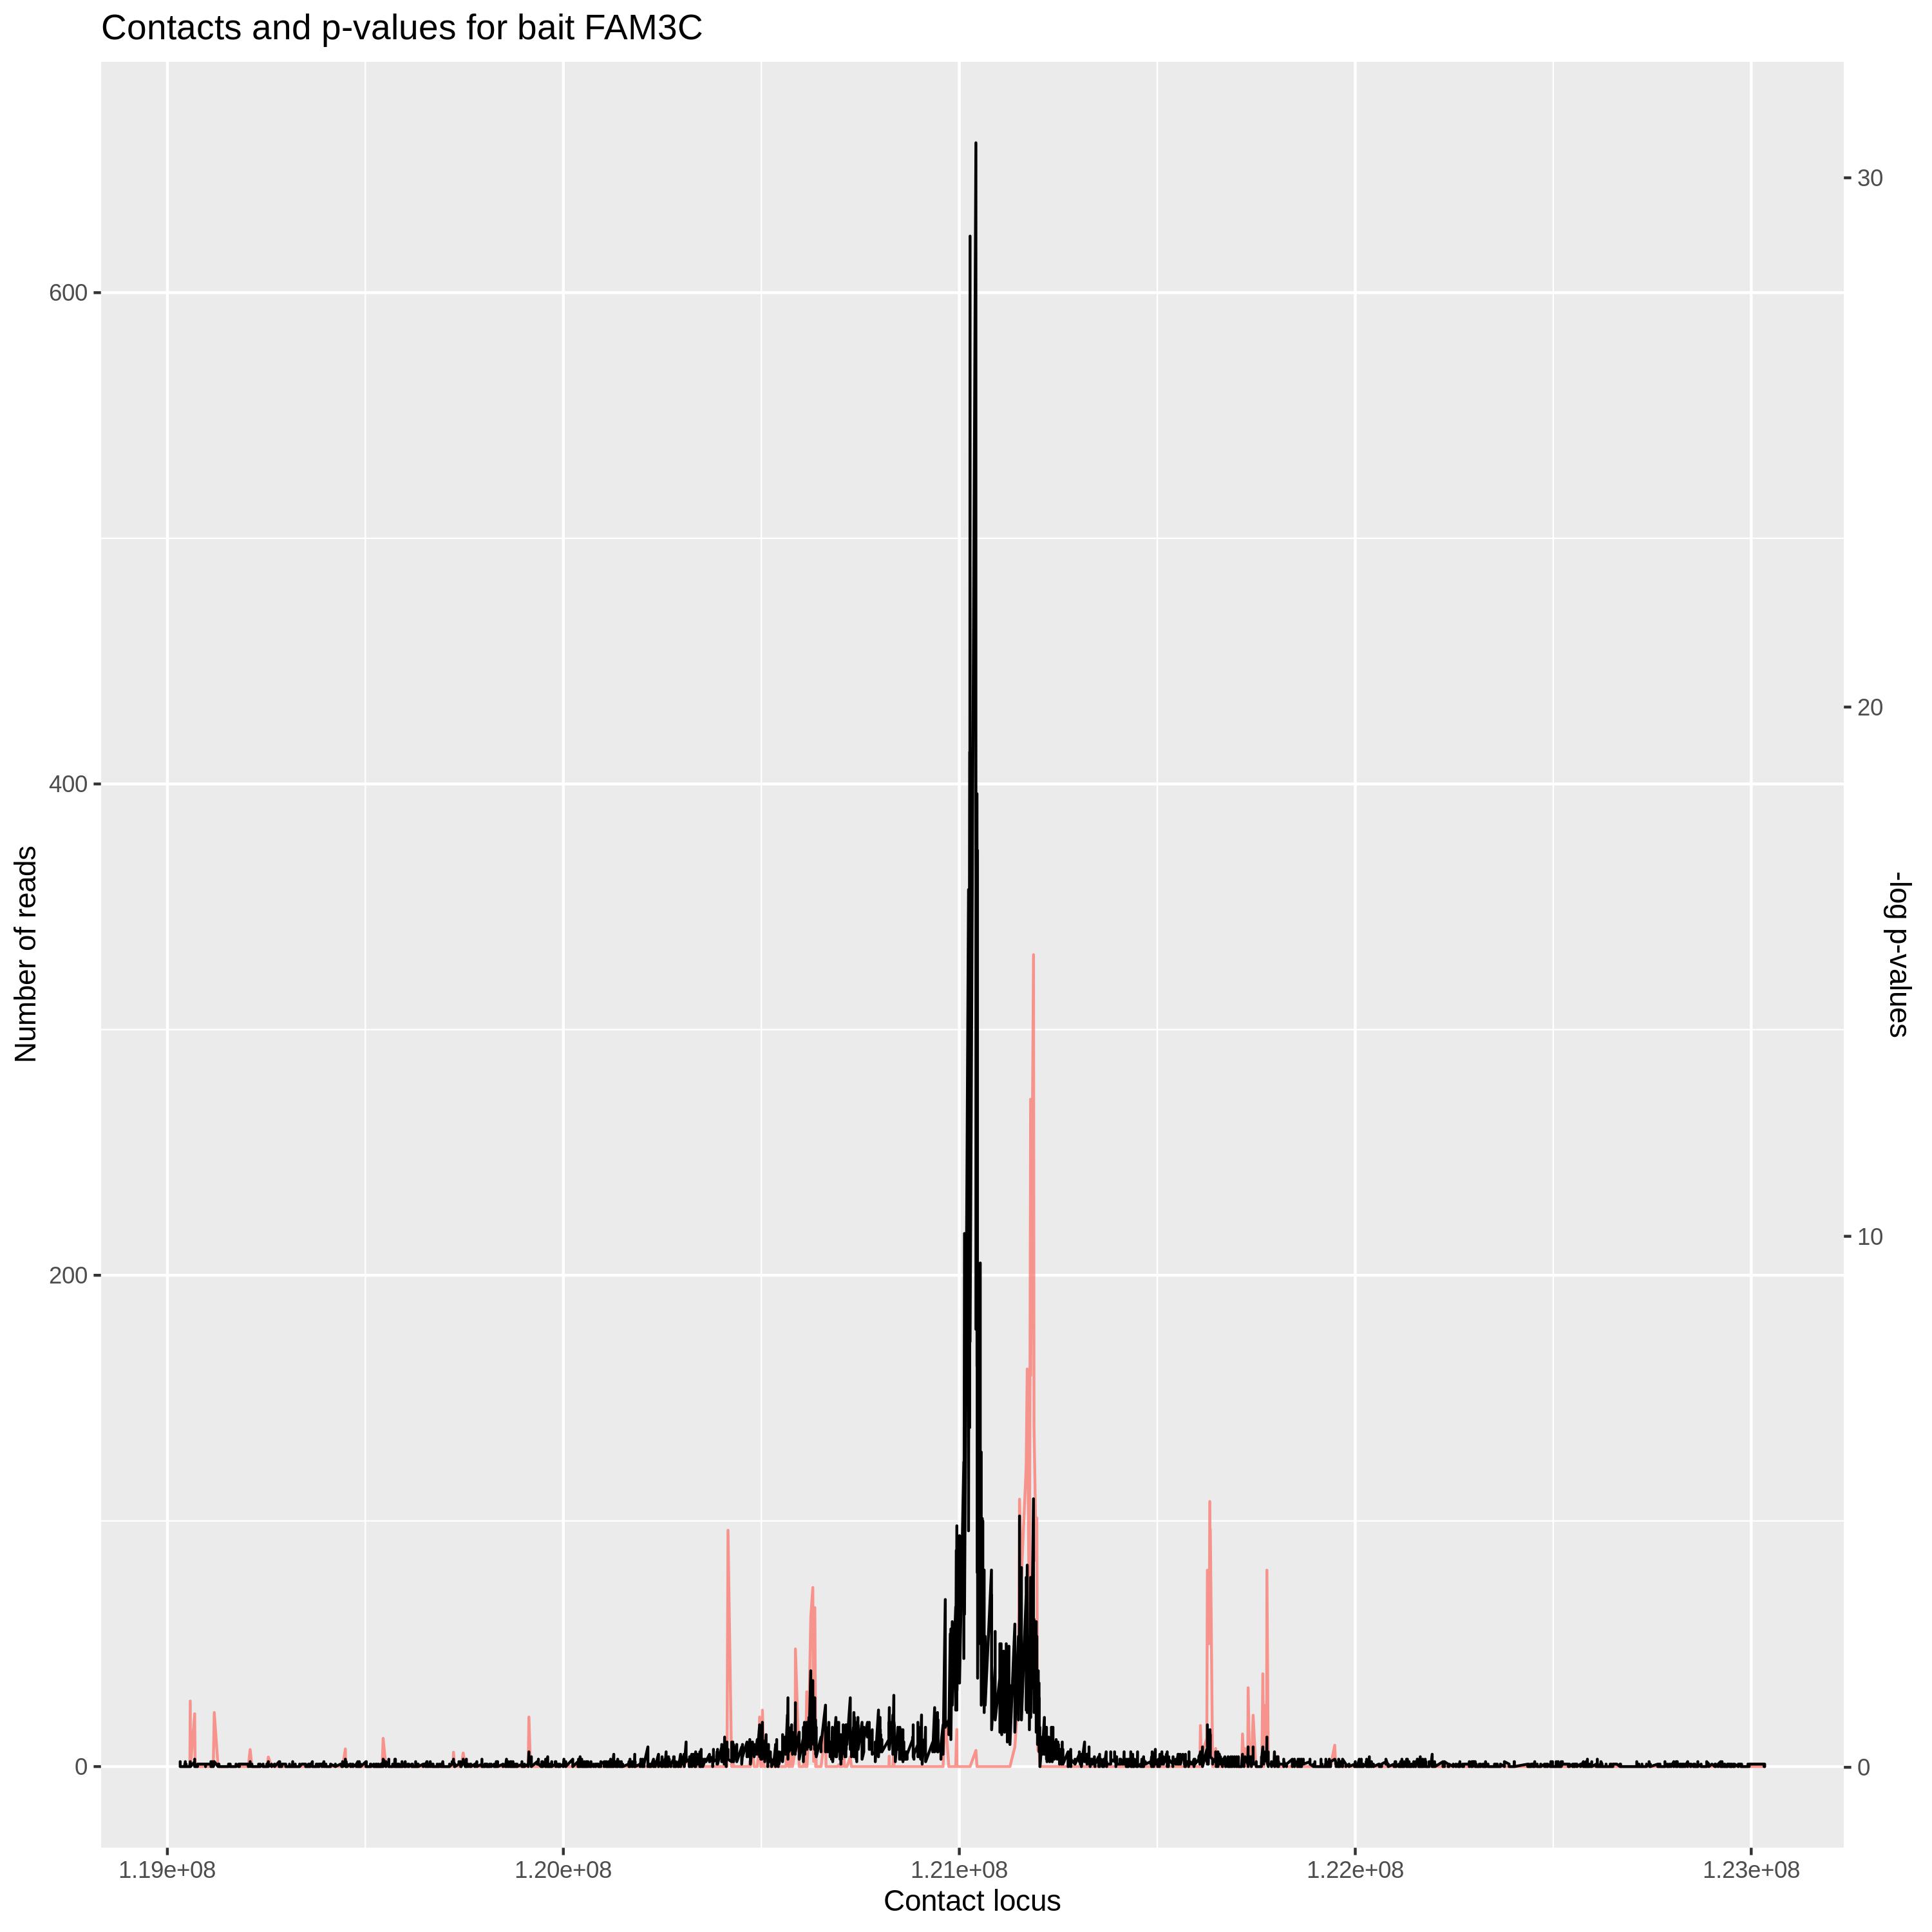 Contacts and p-values for bait FAM3C
600
400
200
0
Number of reads
30
20
10
0
-log p-values
1.19e+08
1.20e+08
1.21e+08
1.22e+08
1.23e+08
Contact locus